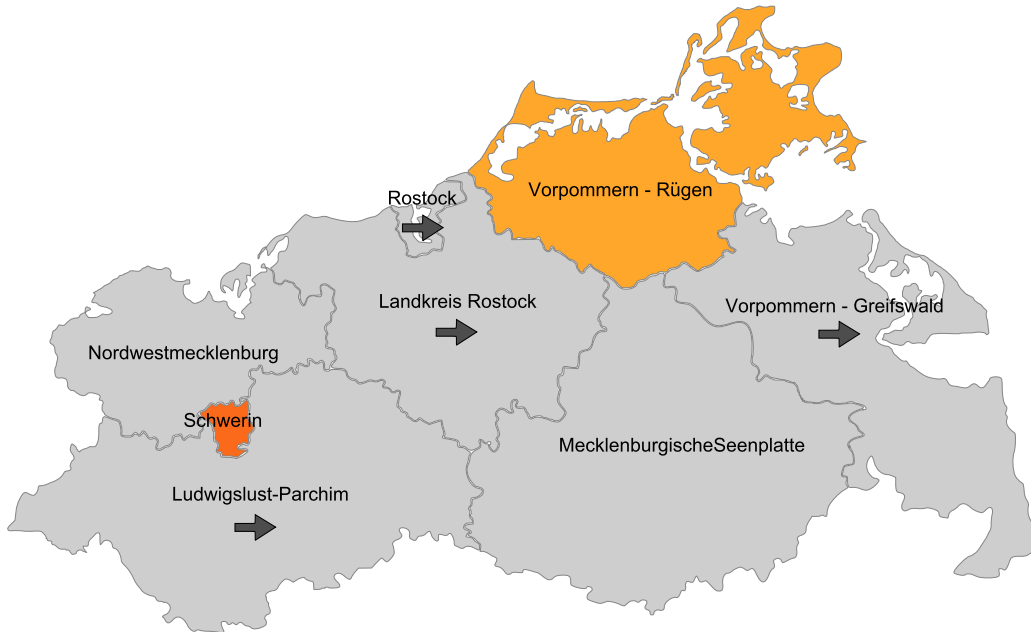 Vorpommern - Rügen
Rostock
Landkreis Rostock
Vorpommern - Greifswald
Nordwestmecklenburg
Schwerin
MecklenburgischeSeenplatte
Ludwigslust-Parchim